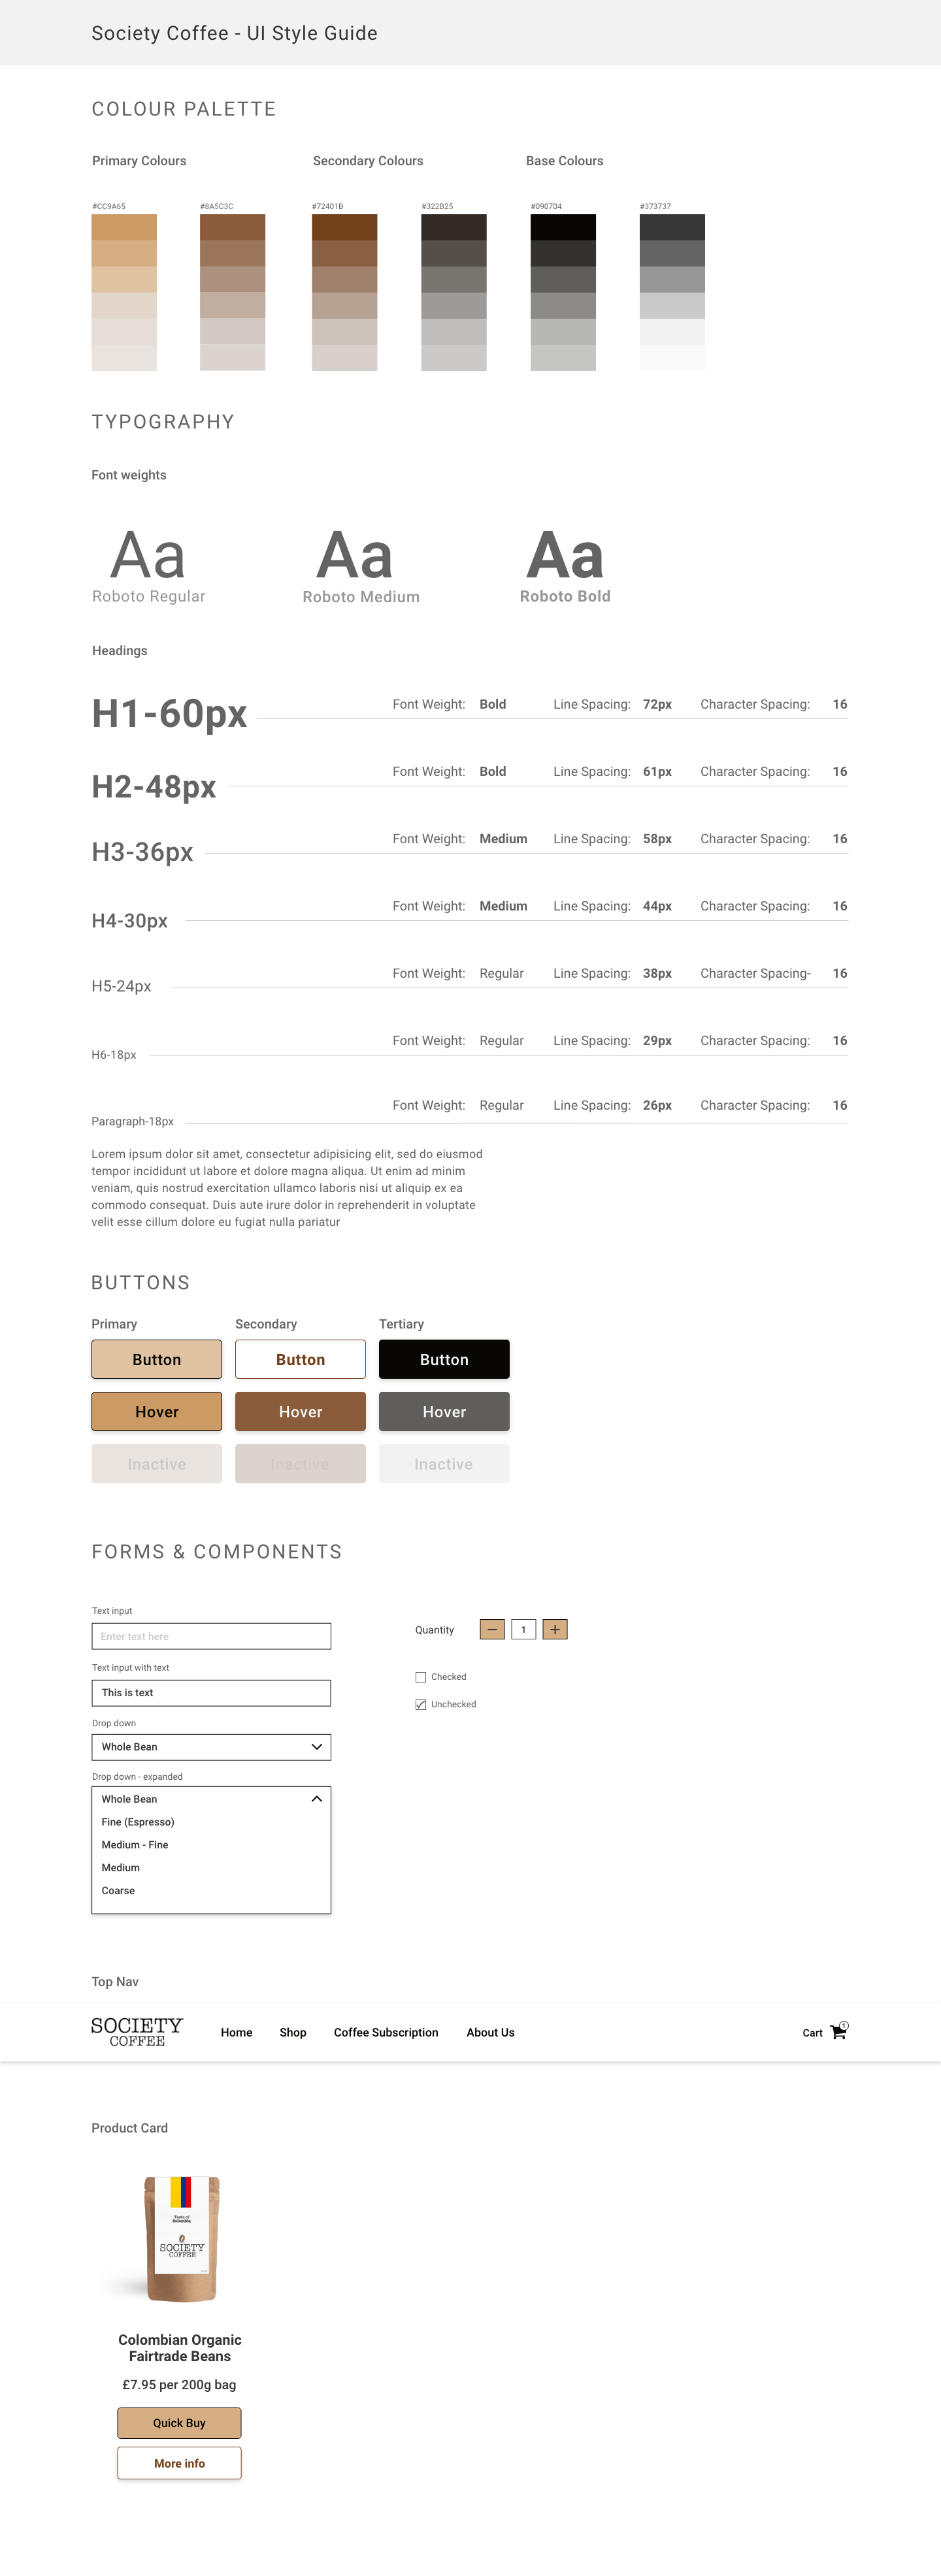 Society Coffee - UI Style Guide
COLOUR PALETTE
Primary Colours
Secondary Colours
Base Colours
#CC9A65
#8A5C3C
#72401B
#322B25
#090704
#373737
TYPOGRAPHY
Font weights
Aa
Aa
Aa
Roboto Regular
Roboto Medium
Roboto Bold
Headings
H1-60px
Font Weight: Bold Line Spacing: 72px Character Spacing: 16
H2-48px
Font Weight: Bold Line Spacing: 61px Character Spacing: 16
H3-36px
Font Weight: Medium Line Spacing: 58px Character Spacing: 16
H4-30px
Font Weight: Medium Line Spacing: 44px Character Spacing: 16
H5-24px
Font Weight: Regular Line Spacing: 38px Character Spacing- 16
H6-18px
Font Weight: Regular Line Spacing: 29px Character Spacing: 16
Paragraph-18px
Font Weight: Regular Line Spacing: 26px Character Spacing: 16
Lorem ipsum dolor sit amet, consectetur adipisicing elit, sed do eiusmod
tempor incididunt ut labore et dolore magna aliqua. Ut enim ad minim
veniam, quis nostrud exercitation ullamco laboris nisi ut aliquip ex ea
commodo consequat. Duis aute irure dolor in reprehenderit in voluptate
velit esse cillum dolore eu fugiat nulla pariatur
BUTTONS
Primary
Secondary
Tertiary
Button
Button
Button
Hover
Hover
Hover
Inactive
Inactive
Inactive
FORMS & COMPONENTS
Text input
Enter text here
Text input with text
This is text
Drop down
Whole Bean
Drop down - expanded
Whole Bean
Fine (Espresso)
Medium - Fine
Medium
Coarse
Quantity
1
Checked
Unchecked
Top Nav
SOCIETY
COFFEE
Home
Shop
Coffee Subscription
About Us
Cart
1
Product Card
Taste of
Colombia
SOCIETY
COFFEE
Colombian Organic
Fairtrade Beans
£7.95 per 200g bag
Quick Buy
More info